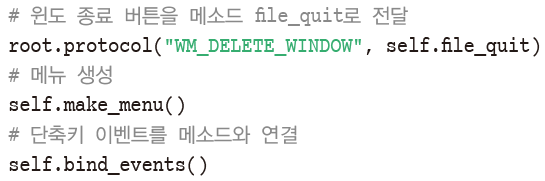 # 윈도 종료 버튼을 메소드 file_quit로 전달
root.protocol("WM_DELETE_WINDOW", self.file_quit)
# 메뉴 생성
self.make_menu()
# 단축키 이벤트를 메소드와 연결
self.bind_events()